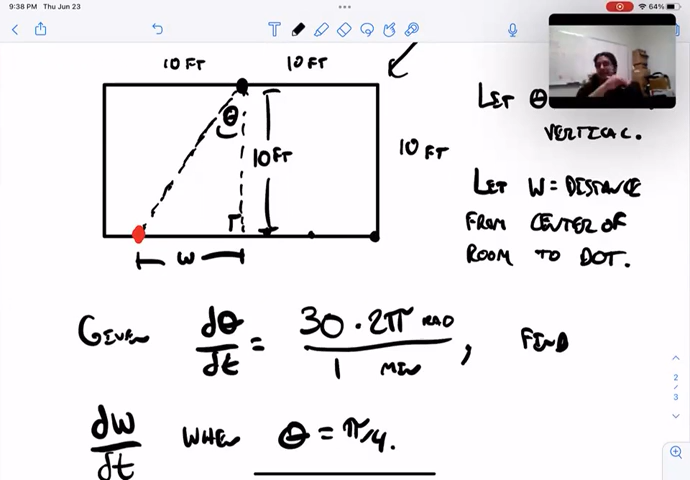 9:38 PM Thu Jun 23
64%
10 FT 10 FT
LET θ
VERTICAL.
θ
10 FT
10 FT
LET W = DISTANCE
FROM CENTER OF
ROOM TO DOT.
W
GIVEN dθ/dt = 30 · 2π RAD / 1 MIN , FIND
dW/dt WHEN θ = π/4.
2
/
3